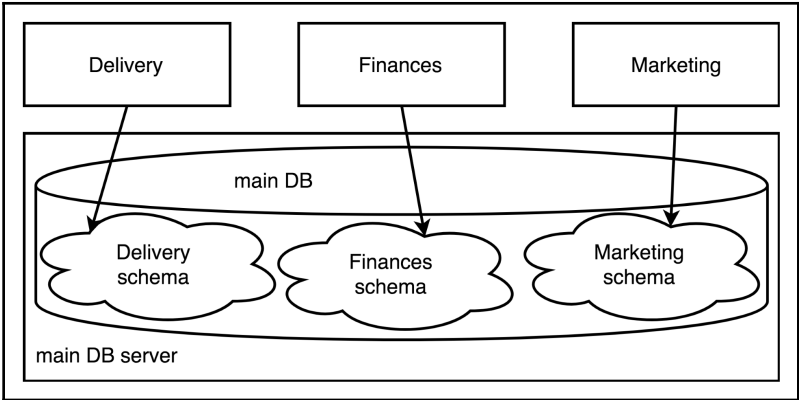 Delivery
Finances
Marketing
main DB
Delivery
schema
Finances
schema
Marketing
schema
main DB server